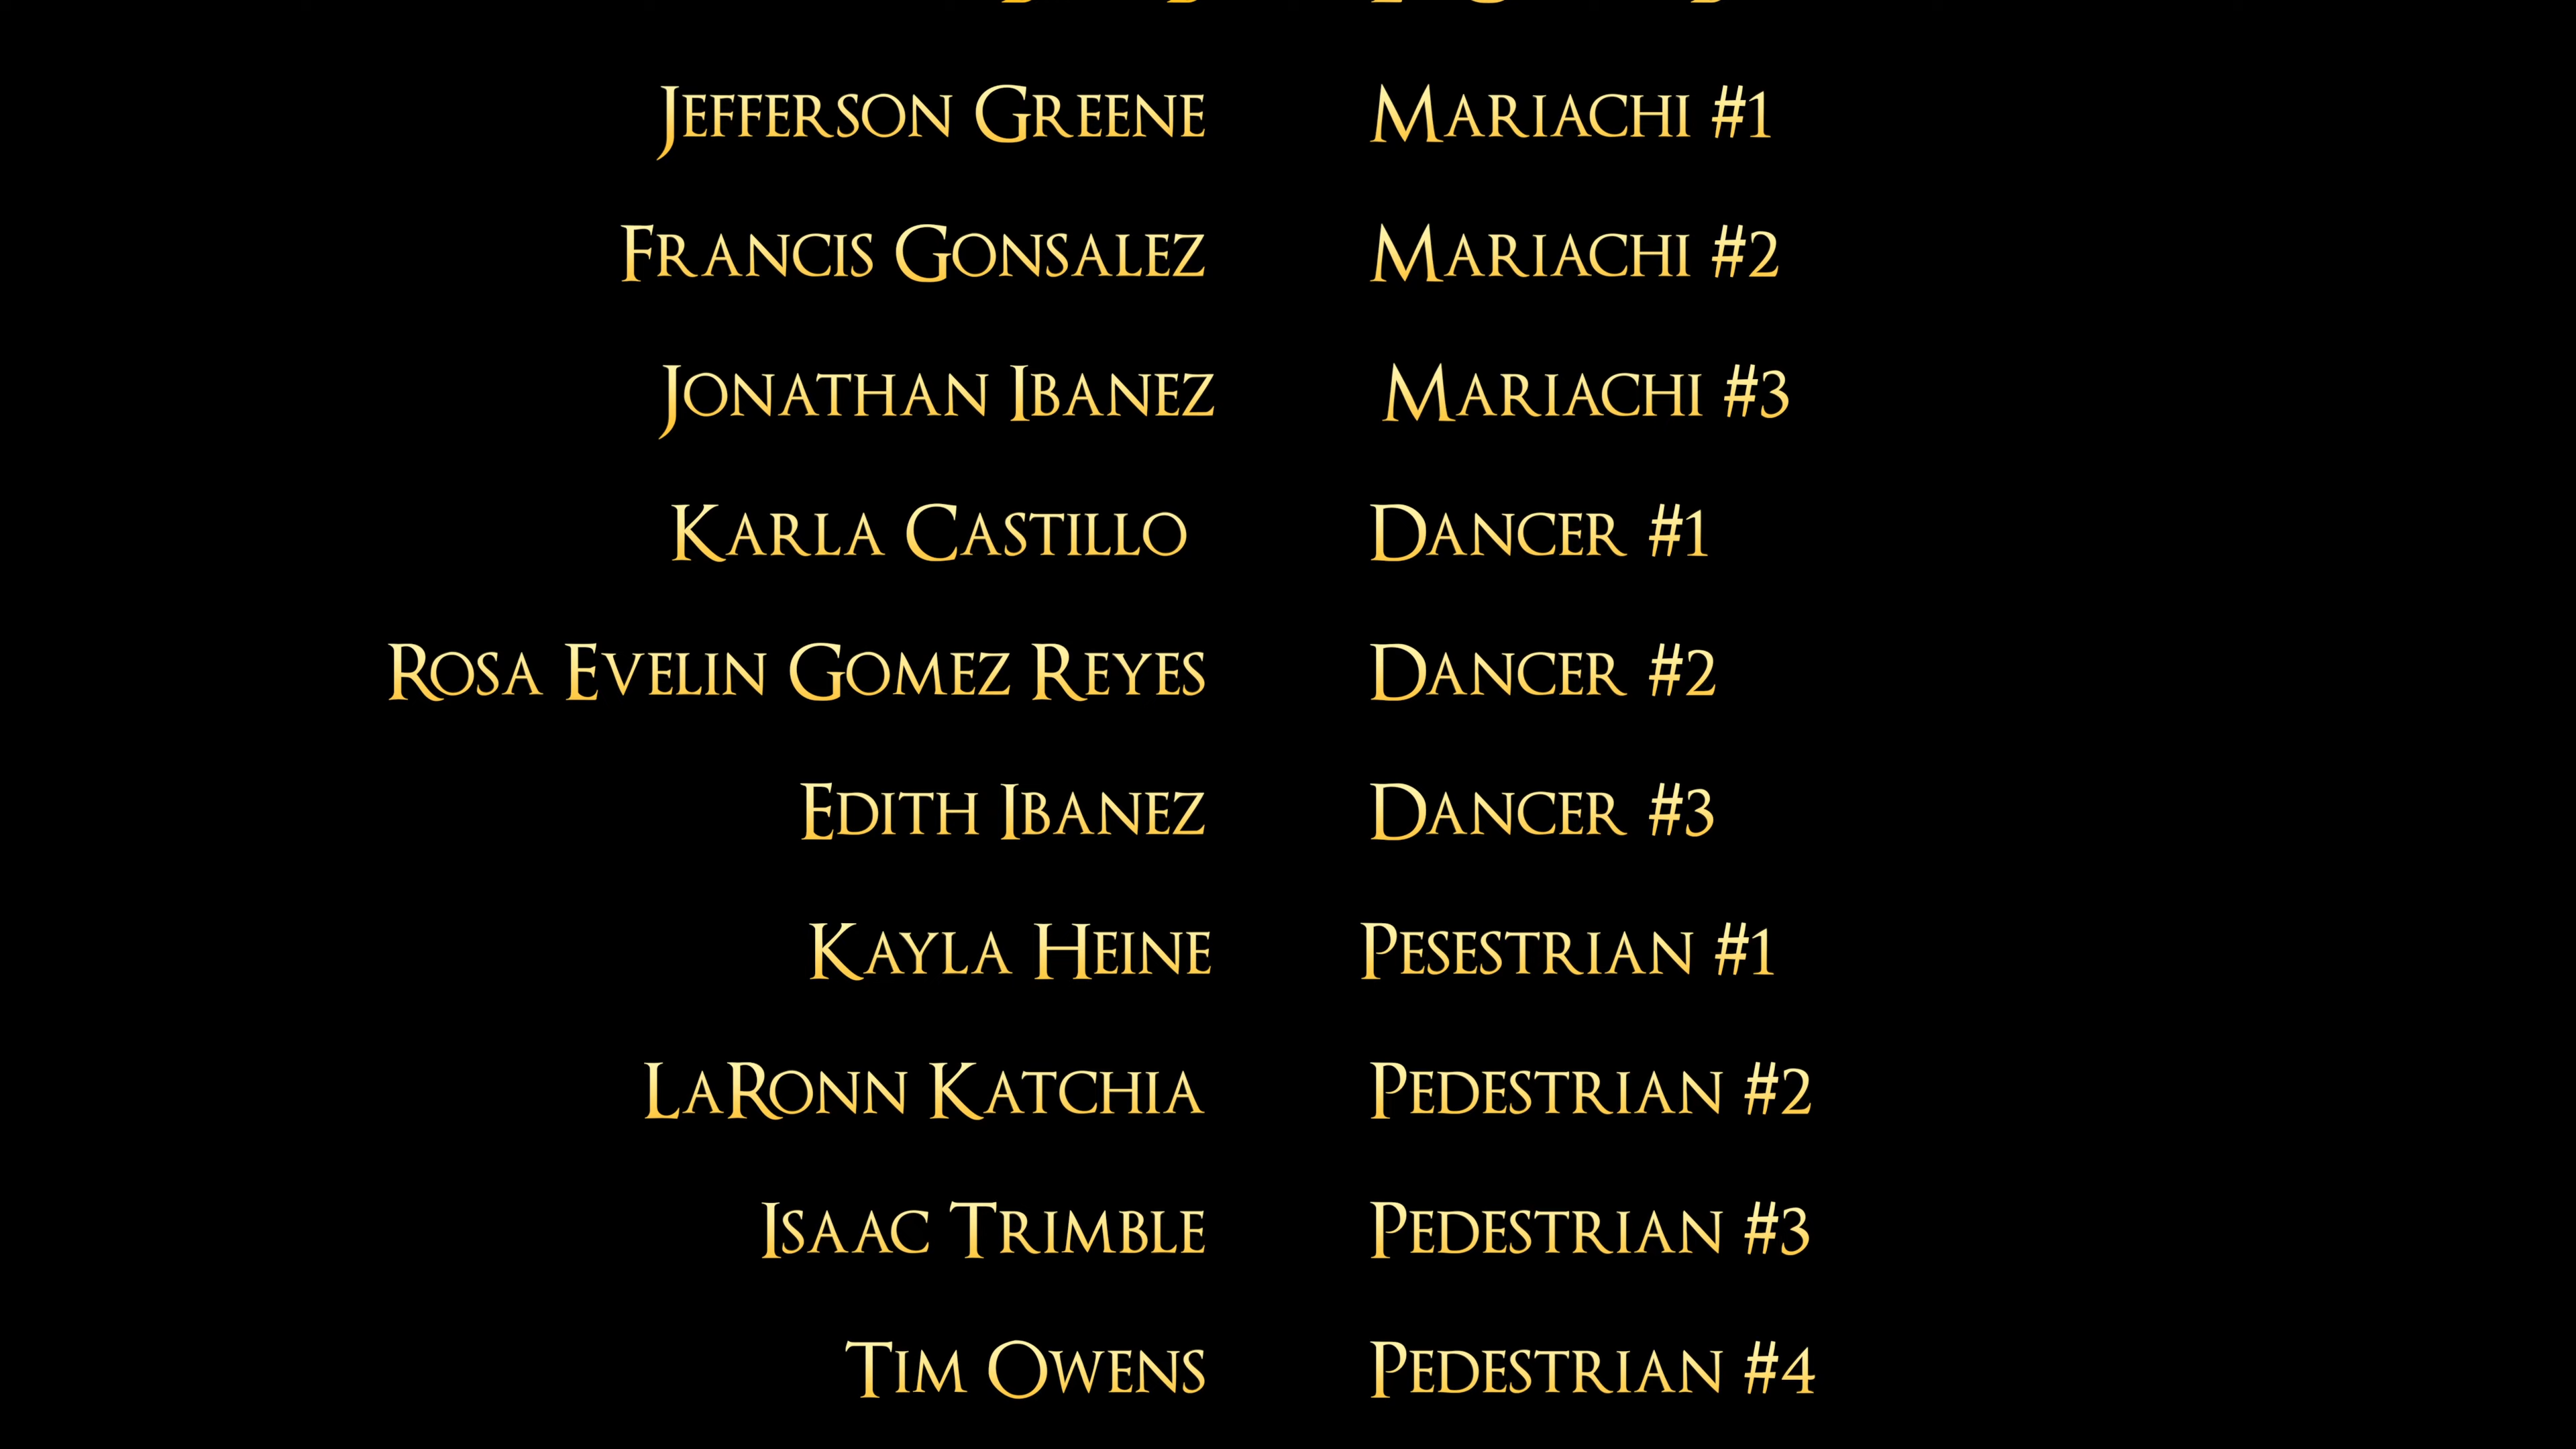 Jefferson Greene Mariachi #1
Francis Gonsalez Mariachi #2
Jonathan Ibanez Mariachi #3
Karla Castillo Dancer #1
Rosa Evelin Gomez Reyes Dancer #2
Edith Ibanez Dancer #3
Kayla Heine Pesestrian #1
LaRonn Katchia Pedestrian #2
Isaac Trimble Pedestrian #3
Tim Owens Pedestrian #4